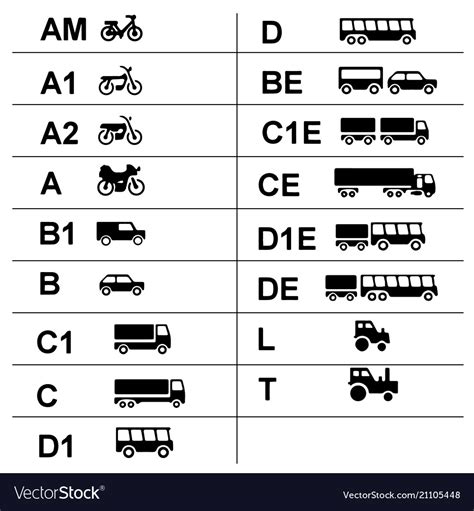 AM
A1
A2
A
B1
B
C1
C
D1
D
BE
C1E
CE
D1E
DE
L
T
VectorStock®
VectorStock.com/21105448